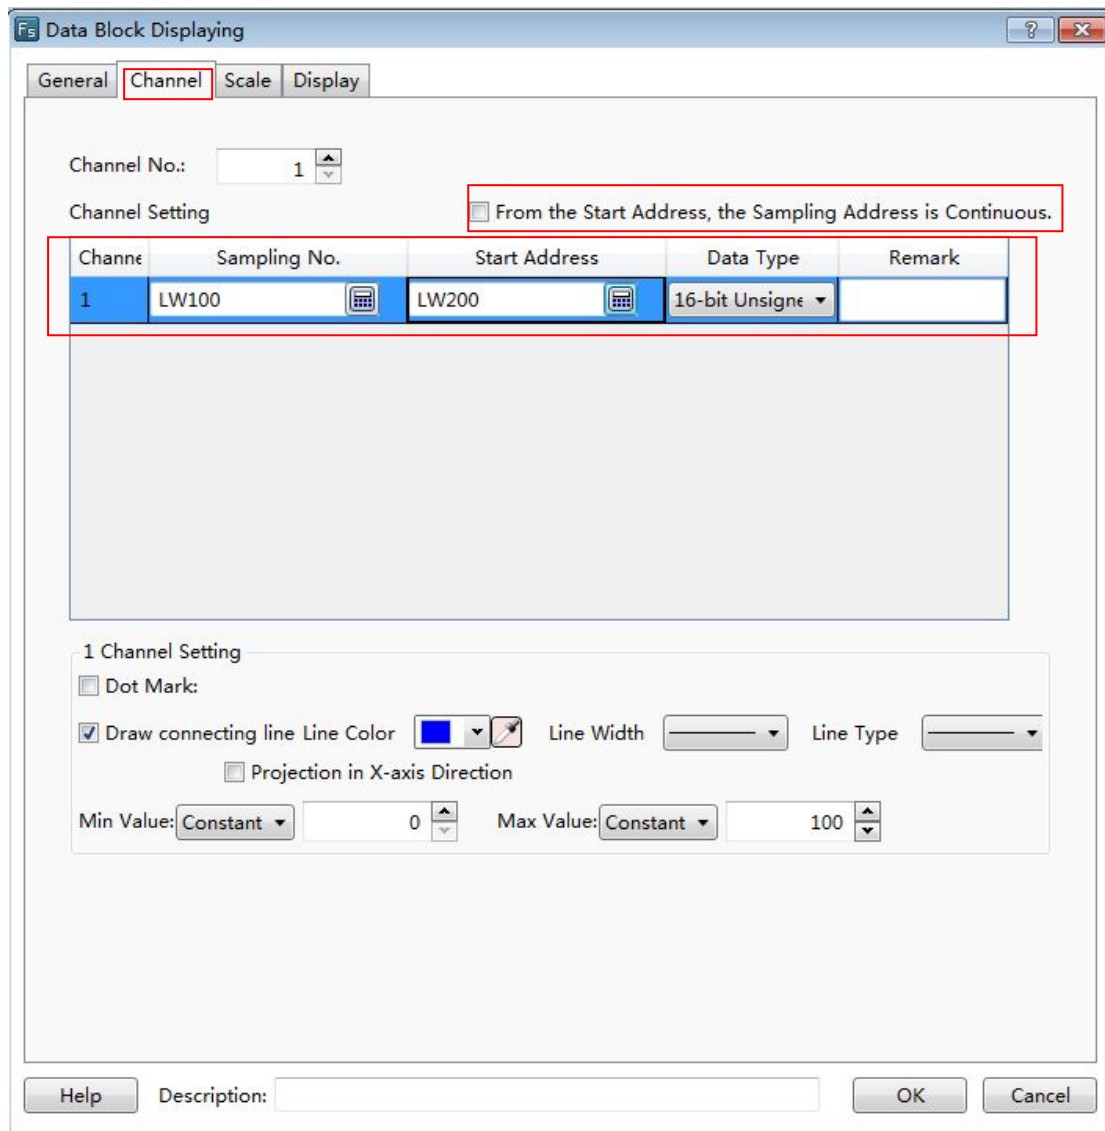 Fs Data Block Displaying ?
General Channel Scale Display
Channel No.: 1
Channel Setting From the Start Address, the Sampling Address is Continuous.
Channe Sampling No. Start Address Data Type Remark
1 LW100 LW200 16-bit Unsigne
1 Channel Setting
Dot Mark:
Draw connecting line Line Color Line Width Line Type
Projection in X-axis Direction
Min Value: Constant 0 Max Value: Constant 100
Help Description: OK Cancel